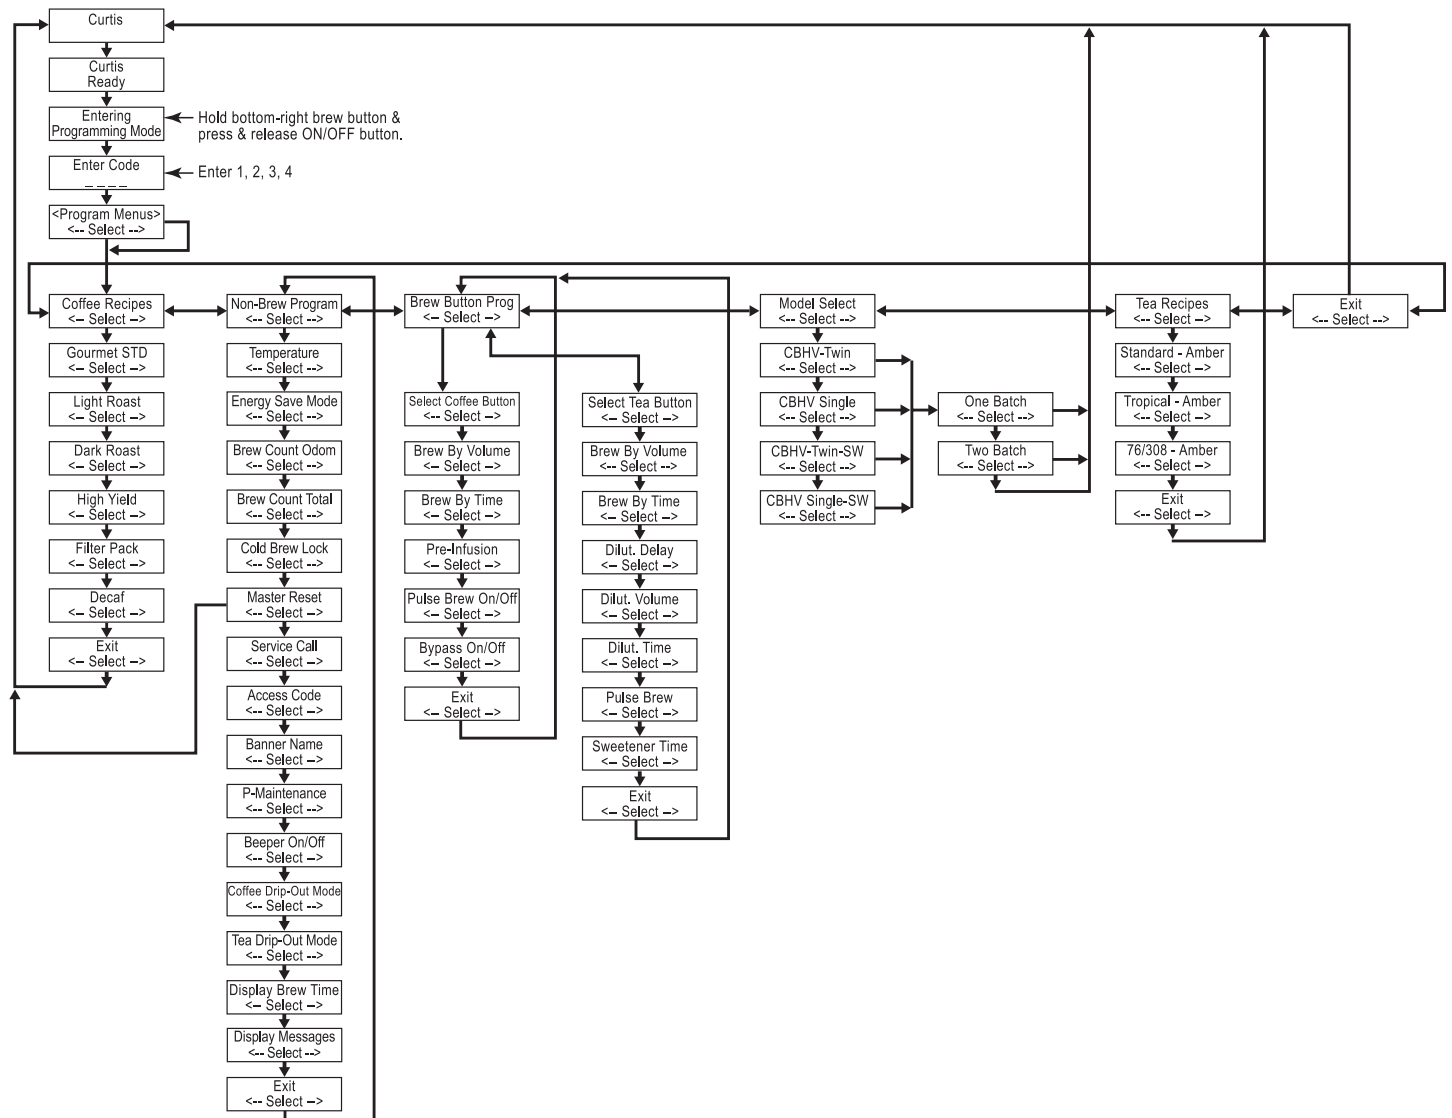 Curtis
Curtis
Ready
Entering
Programming Mode
Hold bottom-right brew button &
press & release ON/OFF button.
Enter Code
_ _ _ _
Enter 1, 2, 3, 4
<Program Menus>
<-- Select -->
Coffee Recipes
<-- Select -->
Gourmet STD
<-- Select -->
Light Roast
<-- Select -->
Dark Roast
<-- Select -->
High Yield
<-- Select -->
Filter Pack
<-- Select -->
Decaf
<-- Select -->
Exit
<-- Select -->
Non-Brew Program
<-- Select -->
Temperature
<-- Select -->
Energy Save Mode
<-- Select -->
Brew Count Odom
<-- Select -->
Brew Count Total
<-- Select -->
Cold Brew Lock
<-- Select -->
Master Reset
<-- Select -->
Service Call
<-- Select -->
Access Code
<-- Select -->
Banner Name
<-- Select -->
P-Maintenance
<-- Select -->
Beeper On/Off
<-- Select -->
Coffee Drip-Out Mode
<-- Select -->
Tea Drip-Out Mode
<-- Select -->
Display Brew Time
<-- Select -->
Display Messages
<-- Select -->
Exit
<-- Select -->
Brew Button Prog
<-- Select -->
Select Coffee Button
<-- Select -->
Brew By Volume
<-- Select -->
Brew By Time
<-- Select -->
Pre-Infusion
<-- Select -->
Pulse Brew On/Off
<-- Select -->
Bypass On/Off
<-- Select -->
Exit
<-- Select -->
Select Tea Button
<-- Select -->
Brew By Volume
<-- Select -->
Brew By Time
<-- Select -->
Dilut. Delay
<-- Select -->
Dilut. Volume
<-- Select -->
Dilut. Time
<-- Select -->
Pulse Brew
<-- Select -->
Sweetener Time
<-- Select -->
Exit
<-- Select -->
Model Select
<-- Select -->
CBHV-Twin
<-- Select -->
CBHV Single
<-- Select -->
CBHV-Twin-SW
<-- Select -->
CBHV Single-SW
<-- Select -->
One Batch
<-- Select -->
Two Batch
<-- Select -->
Tea Recipes
<-- Select -->
Standard - Amber
<-- Select -->
Tropical - Amber
<-- Select -->
76/308 - Amber
<-- Select -->
Exit
<-- Select -->
Exit
<-- Select -->